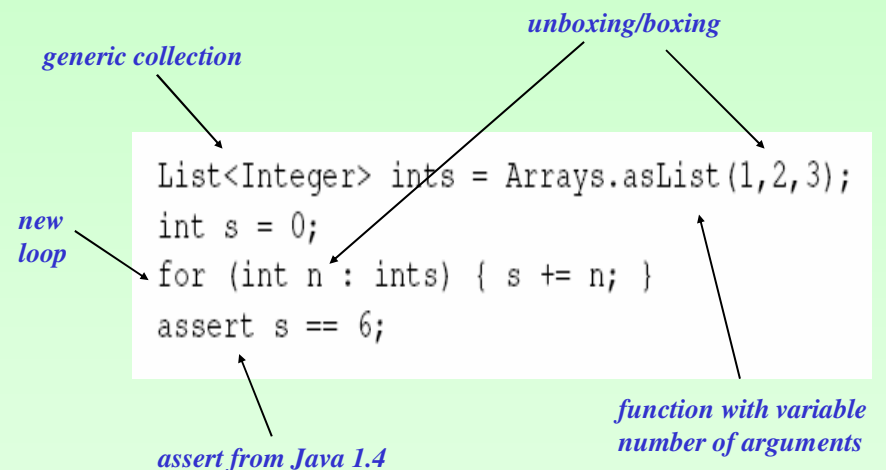 unboxing/boxing
generic collection
List<Integer> ints = Arrays.asList(1,2,3);
new
loop
int s = 0;
for (int n : ints) { s += n; }
assert s == 6;
function with variable
number of arguments
assert from Java 1.4